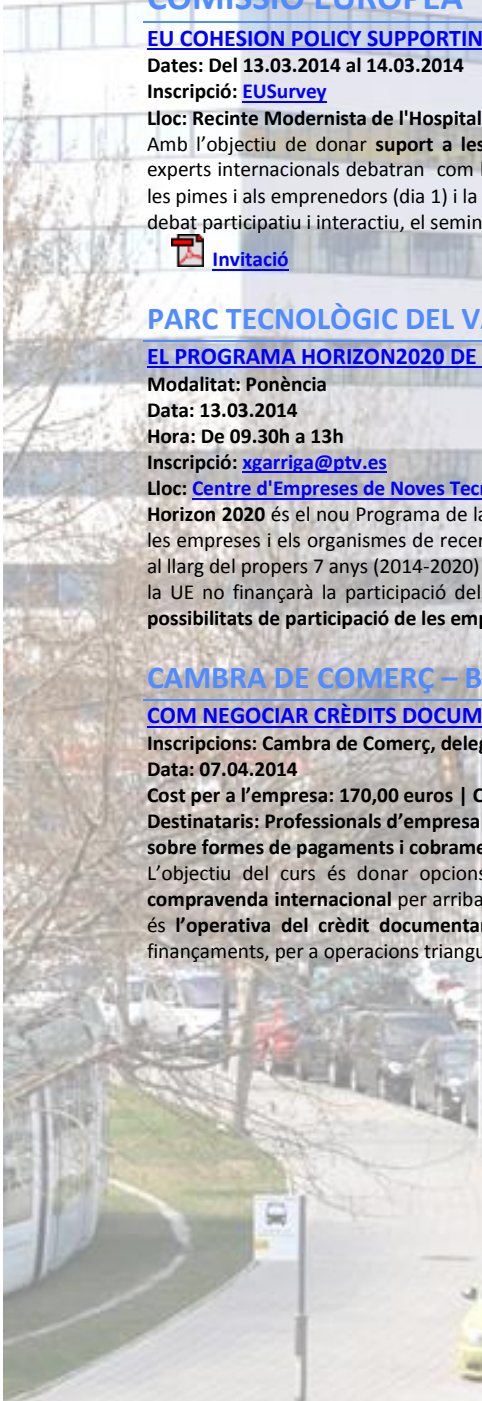 COMISSIÓ EUROPEA
EU COHESION POLICY SUPPORTIN
Dates: Del 13.03.2014 al 14.03.2014
Inscripció: EUSurvey
Lloc: Recinte Modernista de l'Hospital
Amb l’objectiu de donar suport a les
experts internacionals debatran com
les pimes i als emprenedors (dia 1) i la
debat participatiu i interactiu, el semin
Invitació
PARC TECNOLÒGIC DEL VA
EL PROGRAMA HORIZON2020 DE
Modalitat: Ponència
Data: 13.03.2014
Hora: De 09.30h a 13h
Inscripció: xgarriga@ptv.es
Lloc: Centre d'Empreses de Noves Tecn
Horizon 2020 és el nou Programa de la
les empreses i els organismes de recer
al llarg del propers 7 anys (2014-2020)
la UE no finançarà la participació del
possibilitats de participació de les emp
CAMBRA DE COMERÇ – B
COM NEGOCIAR CRÈDITS DOCUM
Inscripcions: Cambra de Comerç, deleg
Data: 07.04.2014
Cost per a l’empresa: 170,00 euros | C
Destinataris: Professionals d’empresa
sobre formes de pagaments i cobrame
L’objectiu del curs és donar opcions
compravenda internacional per arriba
és l’operativa del crèdit documentar
finançaments, per a operacions triangu